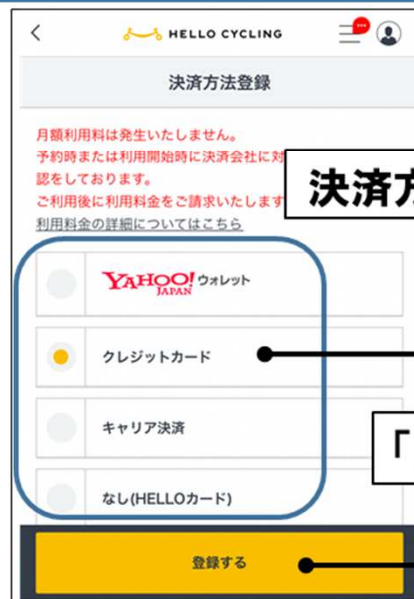 HELLO CYCLING
決済方法登録
月額利用料は発生いたしません。
予約時または利用開始時に決済会社に対
認をしております。
ご利用後に利用料金をご請求いたします
利用料金の詳細についてはこちら
決済方
YAHOO! JAPAN ウォレット
クレジットカード
キャリア決済
「
なし(HELLOカード)
登録する